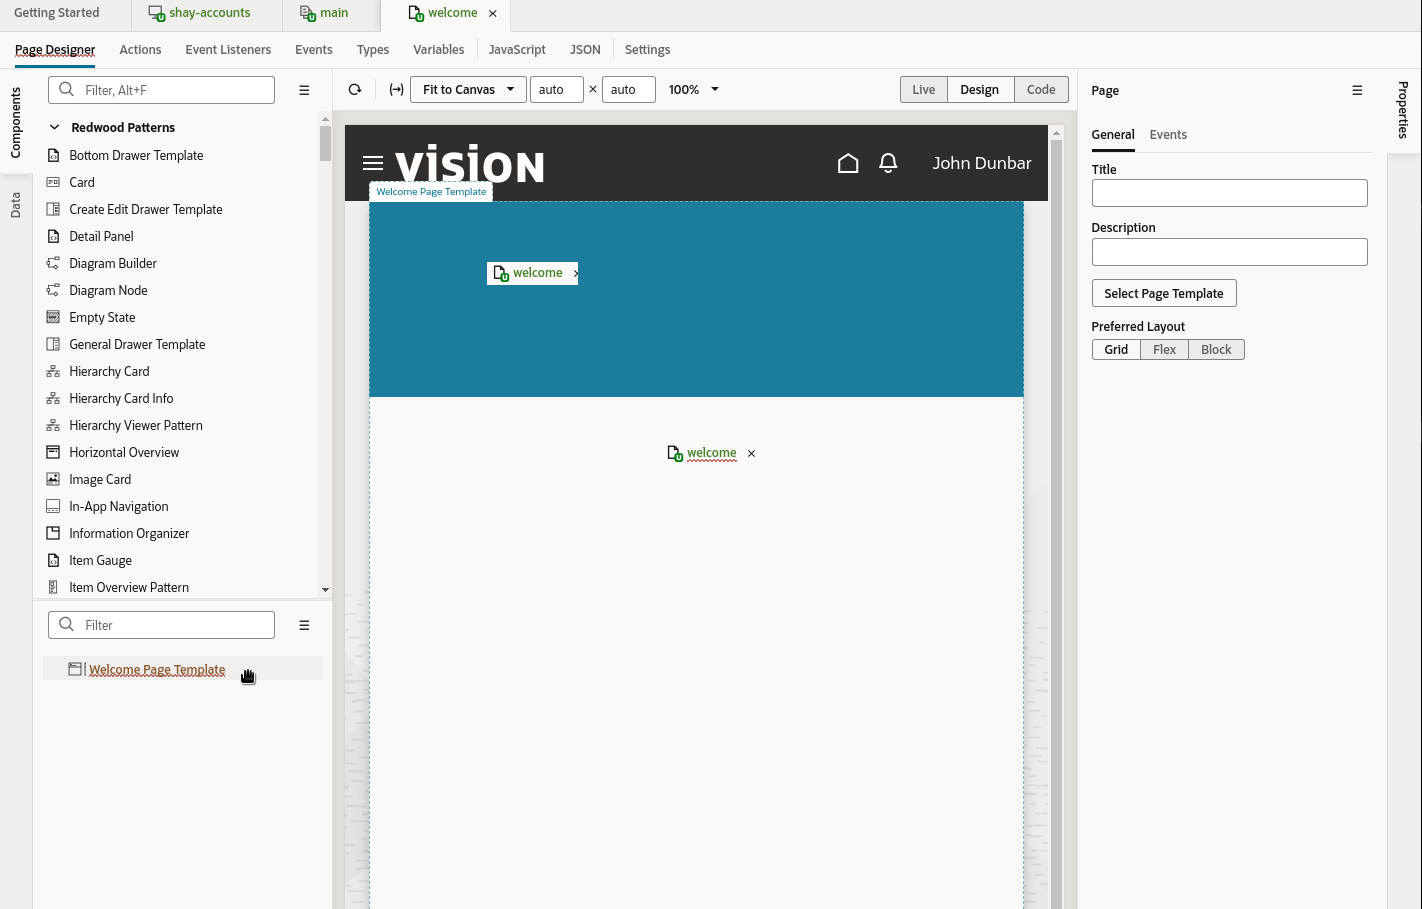 Getting Started
shay-accounts
main
welcome
Page Designer
Actions
Event Listeners
Events
Types
Variables
JavaScript
JSON
Settings
Components
Data
Filter, Alt+F
Redwood Patterns
Bottom Drawer Template
Card
Create Edit Drawer Template
Detail Panel
Diagram Builder
Diagram Node
Empty State
General Drawer Template
Hierarchy Card
Hierarchy Card Info
Hierarchy Viewer Pattern
Horizontal Overview
Image Card
In-App Navigation
Information Organizer
Item Gauge
Item Overview Pattern
Filter
Welcome Page Template
Fit to Canvas
auto × auto
100%
Live
Design
Code
vision
John Dunbar
Welcome Page Template
welcome
welcome
Page
General
Events
Title
Description
Select Page Template
Preferred Layout
Grid
Flex
Block
Properties